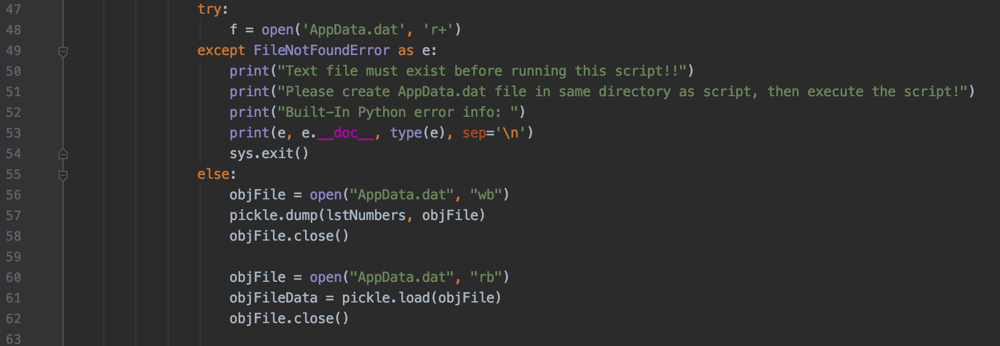 47 try:
48 f = open('AppData.dat', 'r+')
49 except FileNotFoundError as e:
50 print("Text file must exist before running this script!!")
51 print("Please create AppData.dat file in same directory as script, then execute the script!")
52 print("Built-In Python error info: ")
53 print(e, e.__doc__, type(e), sep='\n')
54 sys.exit()
55 else:
56 objFile = open("AppData.dat", "wb")
57 pickle.dump(lstNumbers, objFile)
58 objFile.close()
59
60 objFile = open("AppData.dat", "rb")
61 objFileData = pickle.load(objFile)
62 objFile.close()
63